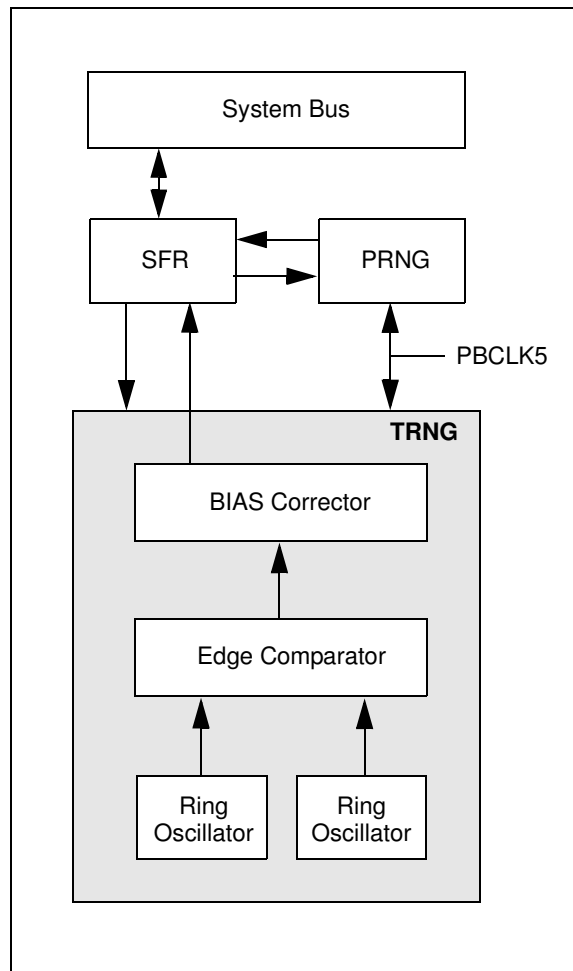 System Bus
SFR
PRNG
PBCLK5
TRNG
BIAS Corrector
Edge Comparator
Ring
Oscillator
Ring
Oscillator